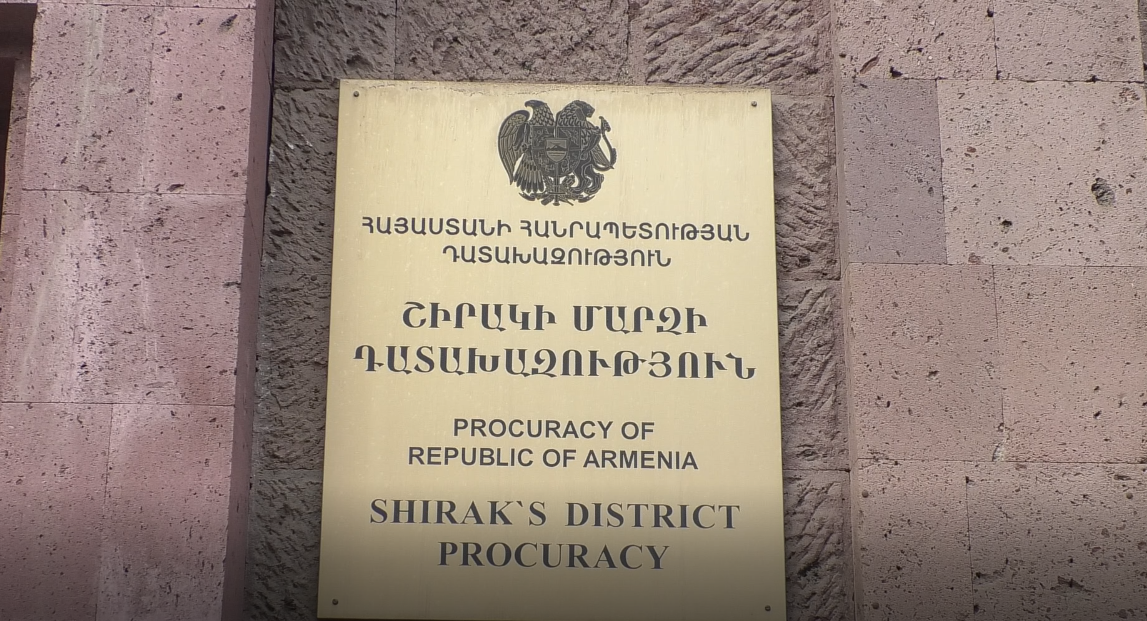 ՀԱՅԱՍՏԱՆԻ ՀԱՆՐԱՊԵՏՈՒԹՅԱՆ
ԴԱՏԱԽԱԶՈՒԹՅՈՒՆ
ՇԻՐԱԿԻ ՄԱՐԶԻ
ԴԱՏԱԽԱԶՈՒԹՅՈՒՆ
PROCURACY OF
REPUBLIC OF ARMENIA
SHIRAK`S DISTRICT
PROCURACY